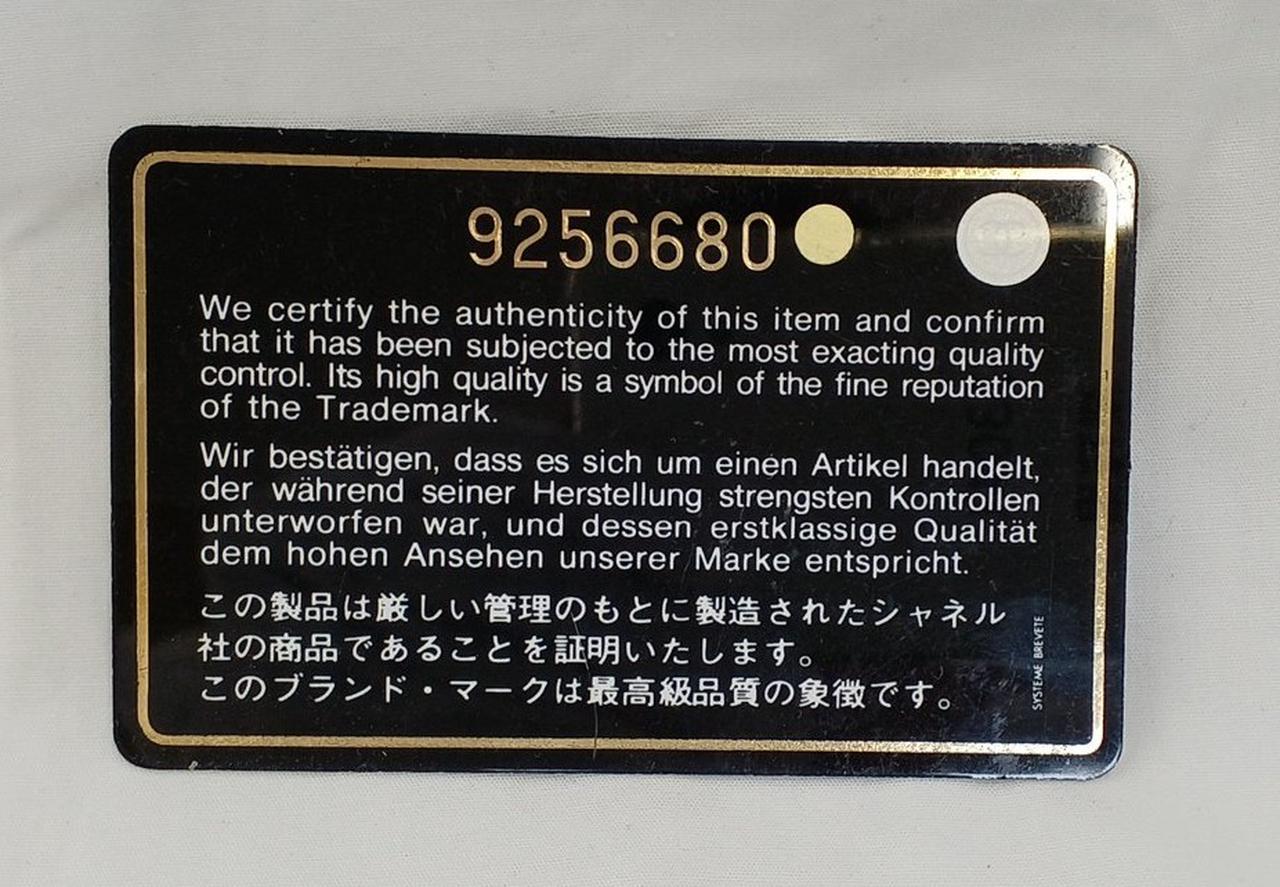 9256680
We certify the authenticity of this item and confirm
that it has been subjected to the most exacting quality
control. Its high quality is a symbol of the fine reputation
of the Trademark.
Wir bestätigen, dass es sich um einen Artikel handelt,
der während seiner Herstellung strengsten Kontrollen
unterworfen war, und dessen erstklassige Qualität
dem hohen Ansehen unserer Marke entspricht.
この製品は厳しい管理のもとに製造されたシャネル
社の商品であることを証明いたします。
このブランド・マークは最高級品質の象徴です。
SYSTEME BREVETE